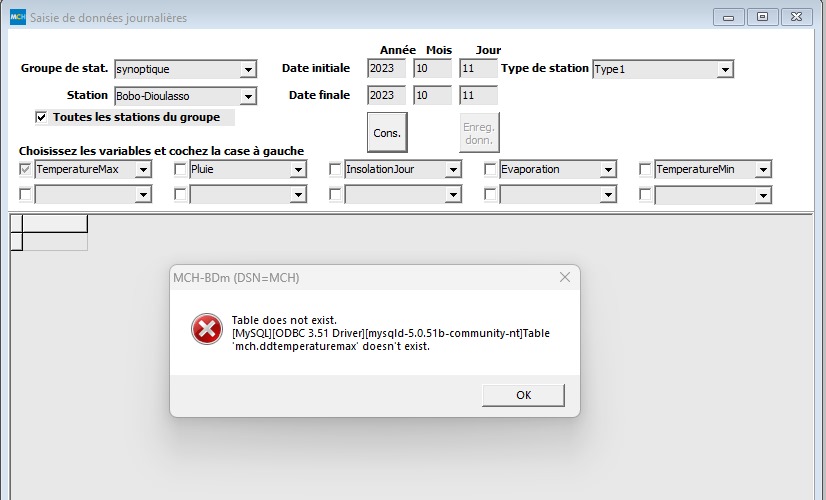 MCH Saisie de données journalières
Année Mois Jour
Groupe de stat. synoptique Date initiale 2023 10 11 Type de station Type1
Station Bobo-Dioulasso Date finale 2023 10 11
Toutes les stations du groupe
Cons.
Enreg.
donn.
Choisissez les variables et cochez la case à gauche
TemperatureMax Pluie InsolationJour Evaporation TemperatureMin
MCH-BDm (DSN=MCH)
Table does not exist.
[MySQL][ODBC 3.51 Driver][mysqld-5.0.51b-community-nt]Table
'mch.ddtemperaturemax' doesn't exist.
OK